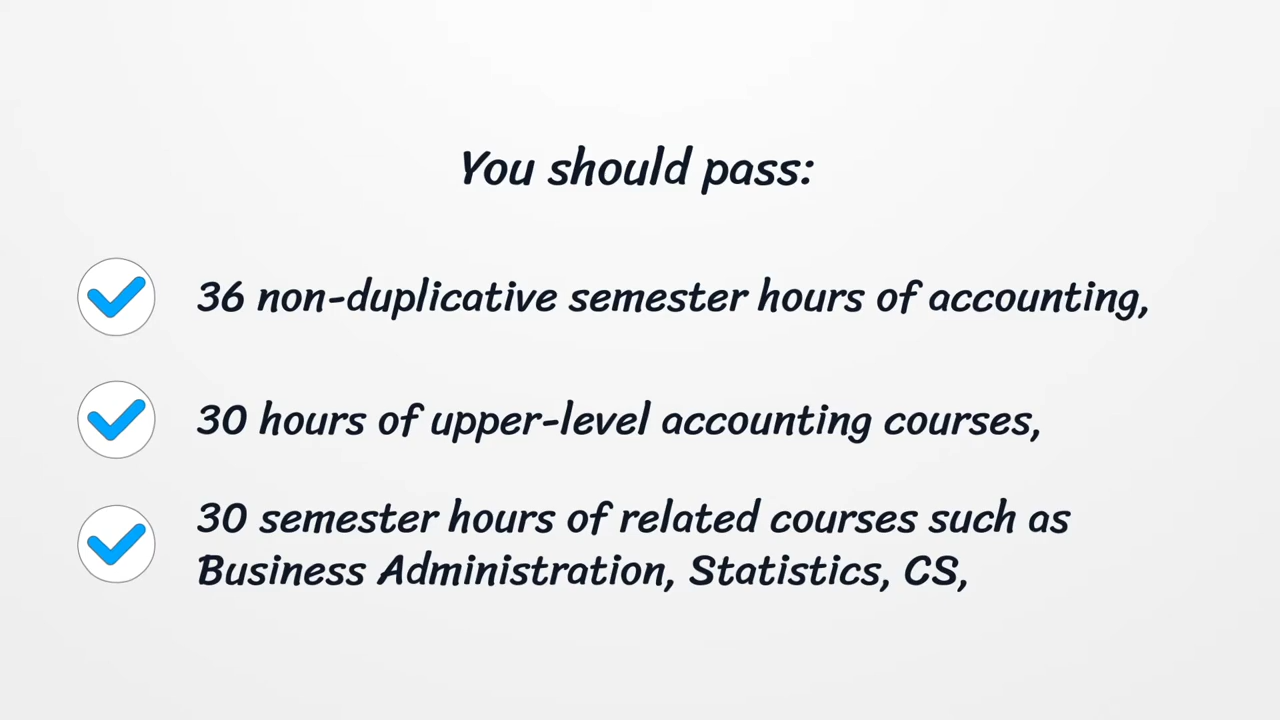 You should pass:
36 non-duplicative semester hours of accounting,
30 hours of upper-level accounting courses,
30 semester hours of related courses such as
Business Administration, Statistics, CS,